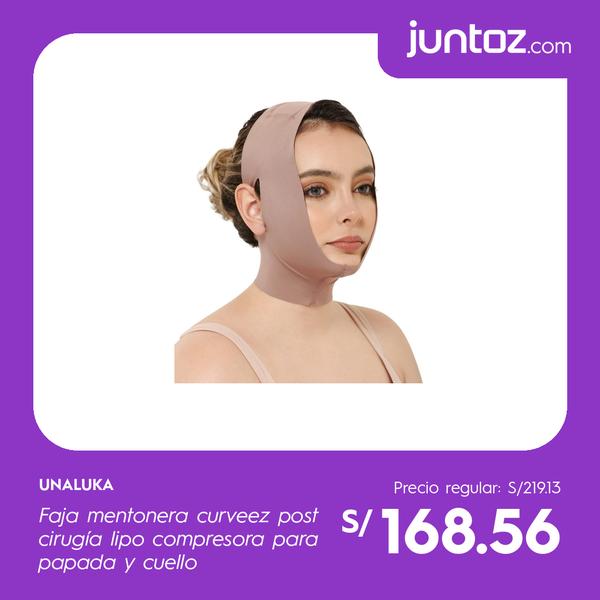 juntoz.com
UNALUKA
Faja mentonera curveez post
cirugía lipo compresora para
papada y cuello
Precio regular: S/219.13
S/168.56